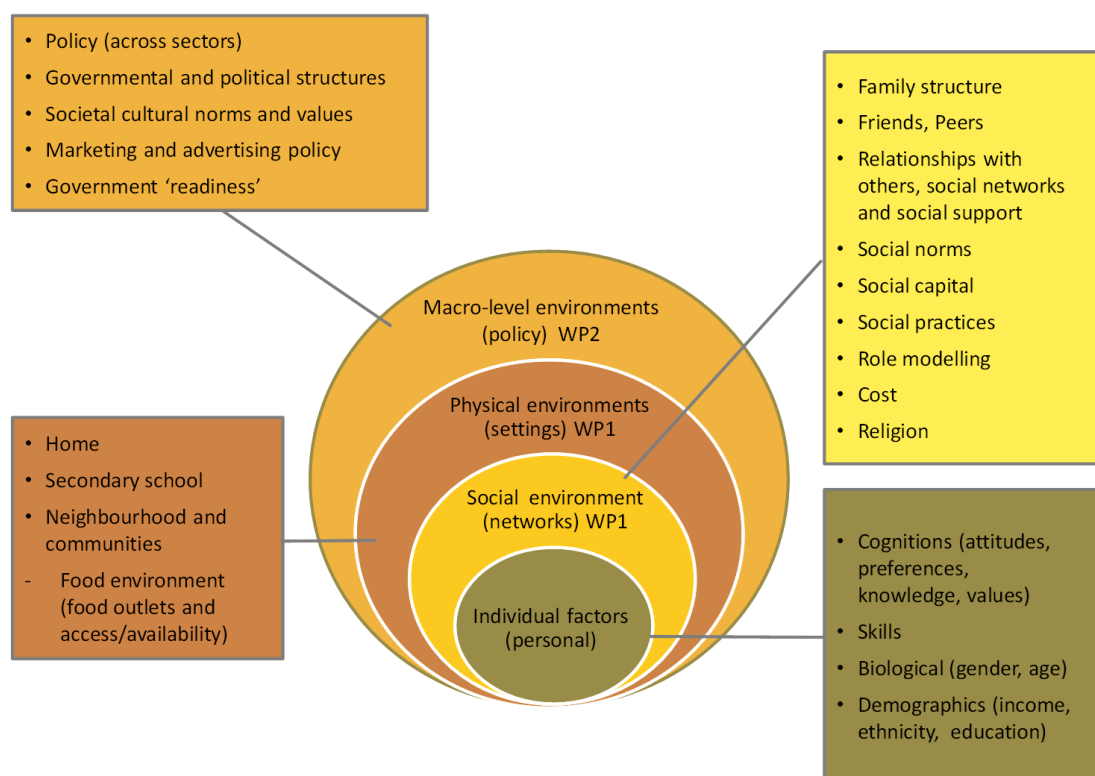 • Policy (across sectors)
• Governmental and political structures
• Societal cultural norms and values
• Marketing and advertising policy
• Government ‘readiness’
• Family structure
• Friends, Peers
• Relationships with
others, social networks
and social support
• Social norms
• Social capital
• Social practices
• Role modelling
• Cost
• Religion
Macro-level environments
(policy) WP2
Physical environments
(settings) WP1
Social environment
(networks) WP1
Individual factors
(personal)
• Home
• Secondary school
• Neighbourhood and
communities
- Food environment
(food outlets and
access/availability)
• Cognitions (attitudes,
preferences,
knowledge, values)
• Skills
• Biological (gender, age)
• Demographics (income,
ethnicity, education)